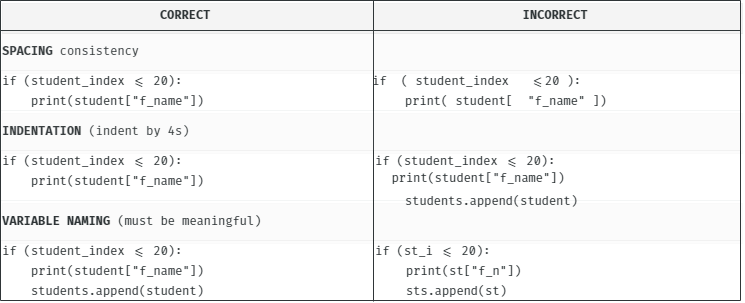 CORRECT INCORRECT
SPACING consistency
if (student_index ⩽ 20): if  ( student_index   ⩽20 ):
    print(student["f_name"])     print( student[  "f_name" ])
INDENTATION (indent by 4s)
if (student_index ⩽ 20): if (student_index ⩽ 20):
    print(student["f_name"])   print(student["f_name"])
    students.append(student)
VARIABLE NAMING (must be meaningful)
if (student_index ⩽ 20): if (st_i ⩽ 20):
    print(student["f_name"])     print(st["f_n"])
    students.append(student)     sts.append(st)